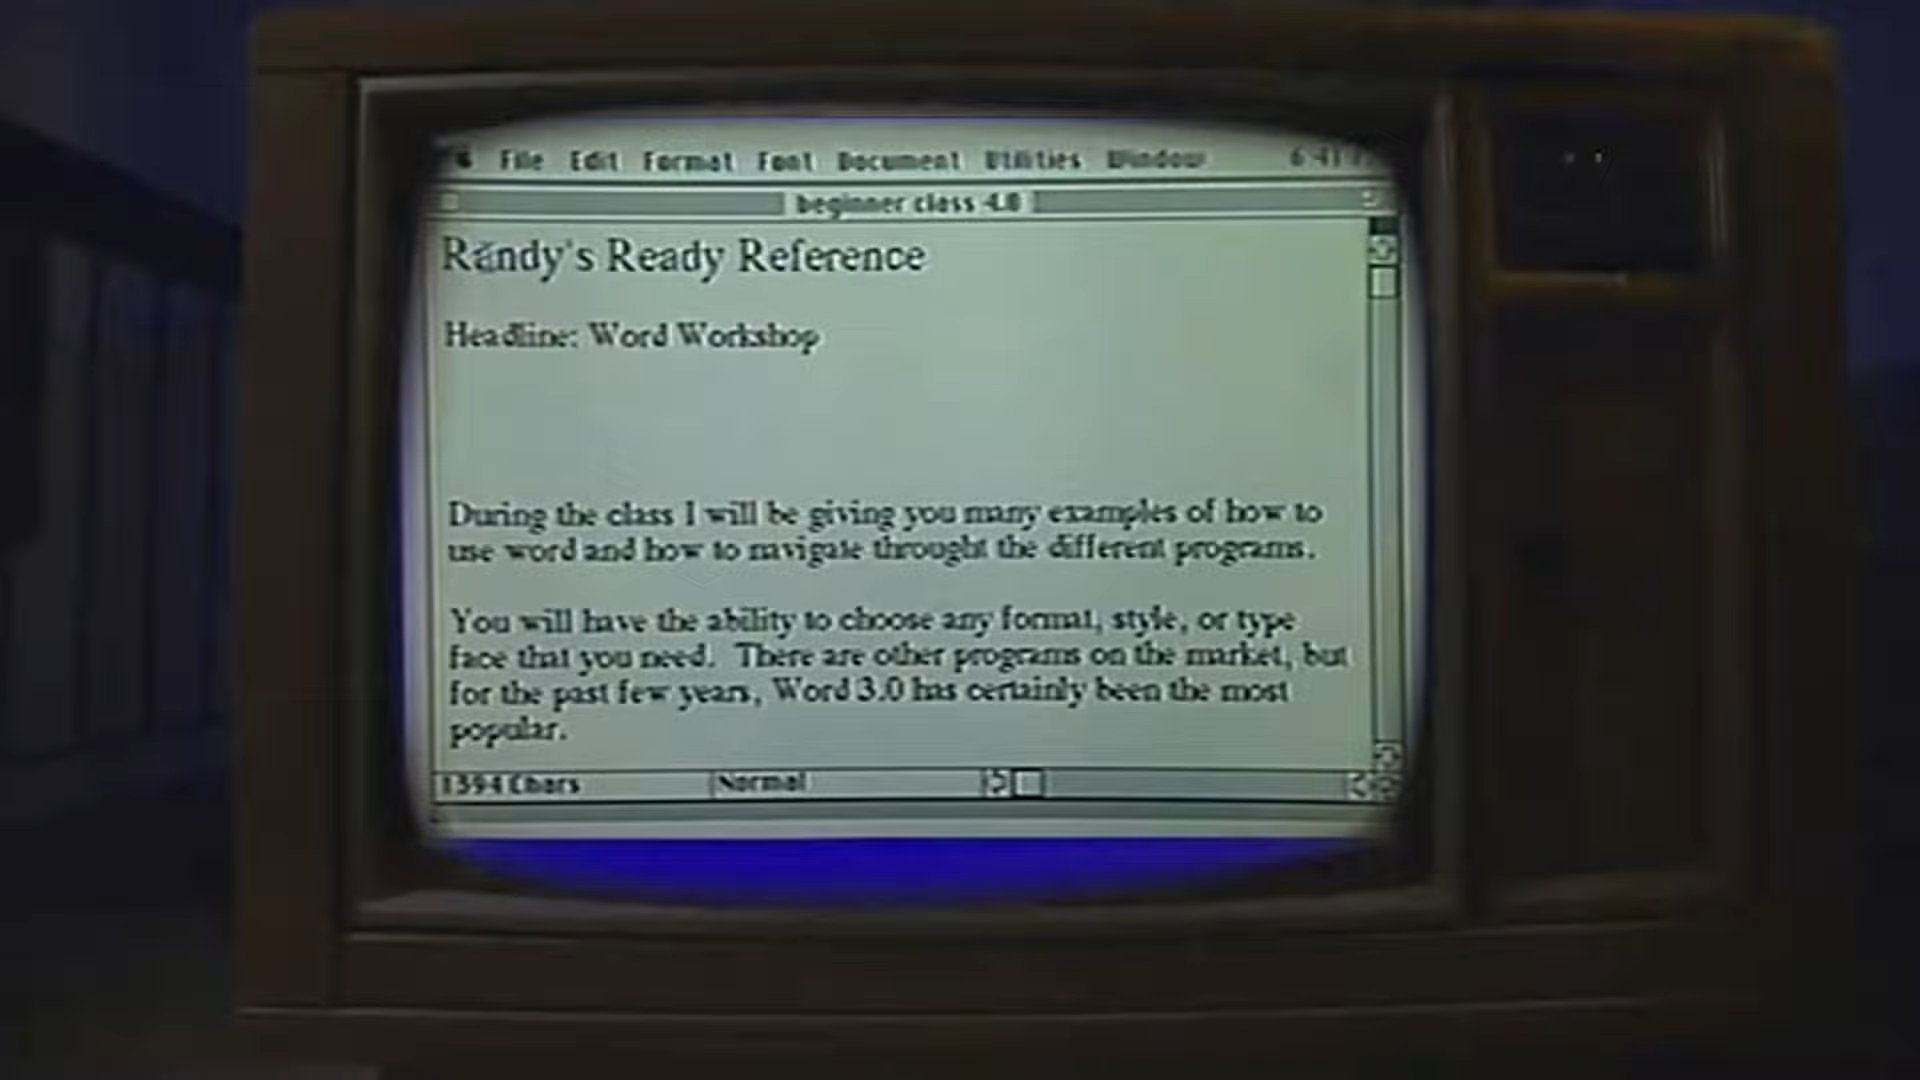 File Edit Format Font Document Utilities Window 6:41
beginner class 4.0
Randy's Ready Reference
Headline: Word Workshop
During the class I will be giving you many examples of how to
use word and how to navigate throught the different programs.
You will have the ability to choose any format, style, or type
face that you need. There are other programs on the market, but
for the past few years, Word 3.0 has certainly been the most
popular.
1394 Chars Normal